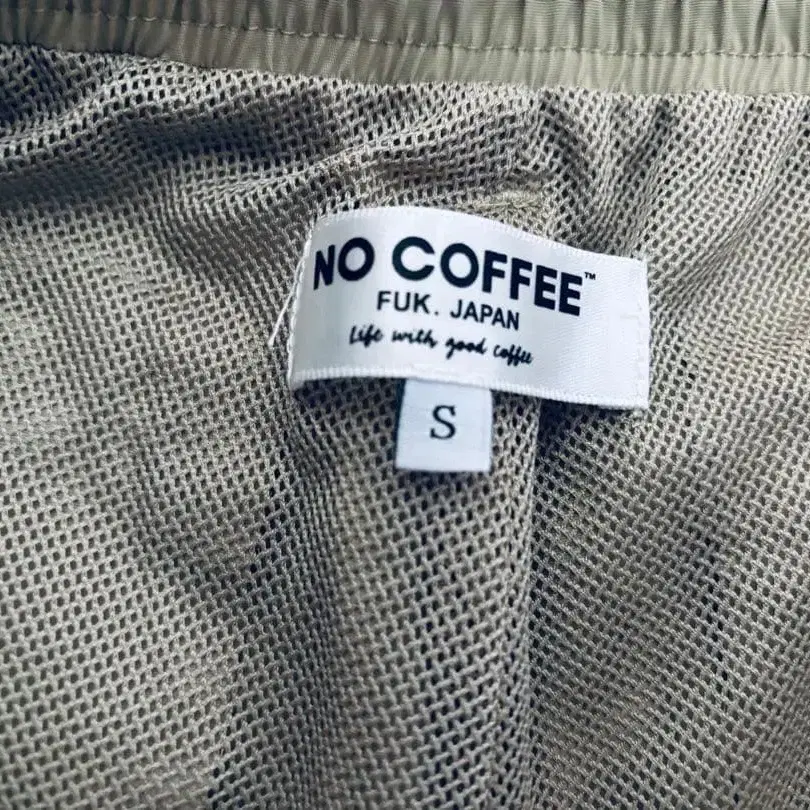 NO COFFEE™
FUK. JAPAN
Life with good coffee
S